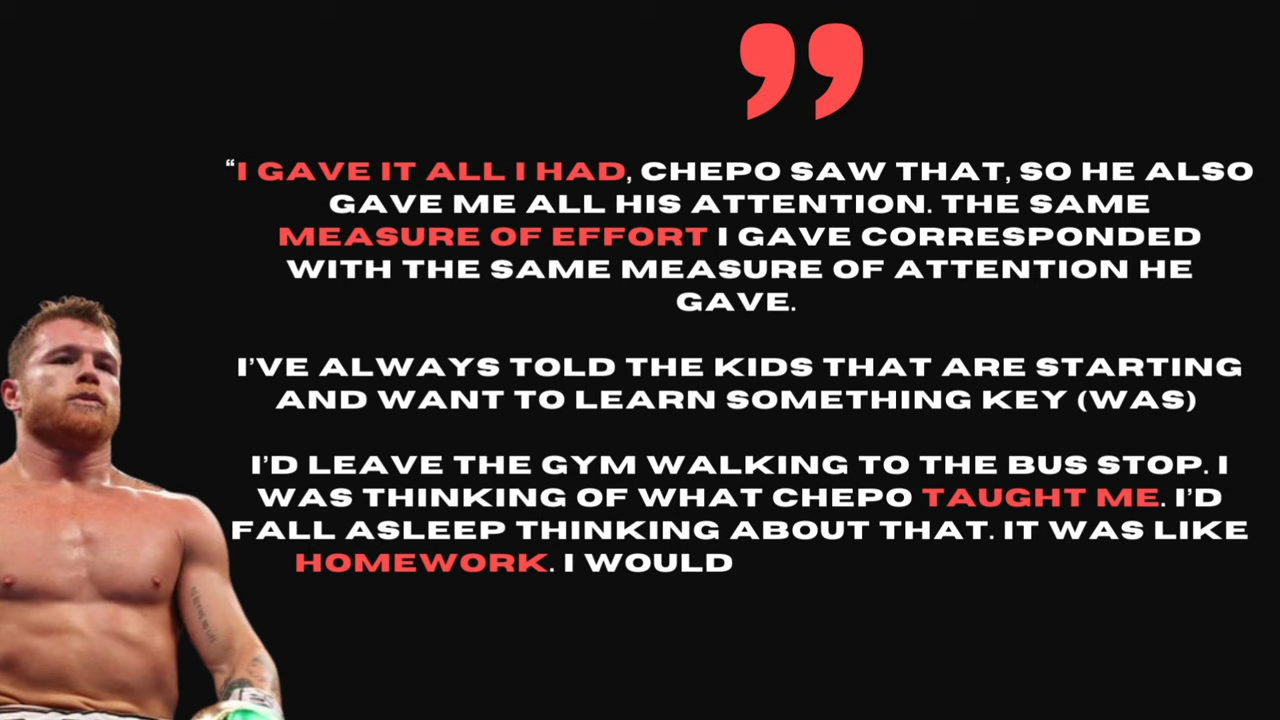 “I GAVE IT ALL I HAD, CHEPO SAW THAT, SO HE ALSO
GAVE ME ALL HIS ATTENTION. THE SAME
MEASURE OF EFFORT I GAVE CORRESPONDED
WITH THE SAME MEASURE OF ATTENTION HE
GAVE.
I’VE ALWAYS TOLD THE KIDS THAT ARE STARTING
AND WANT TO LEARN SOMETHING KEY (WAS)
I’D LEAVE THE GYM WALKING TO THE BUS STOP. I
WAS THINKING OF WHAT CHEPO TAUGHT ME. I’D
FALL ASLEEP THINKING ABOUT THAT. IT WAS LIKE
HOMEWORK. I WOULD